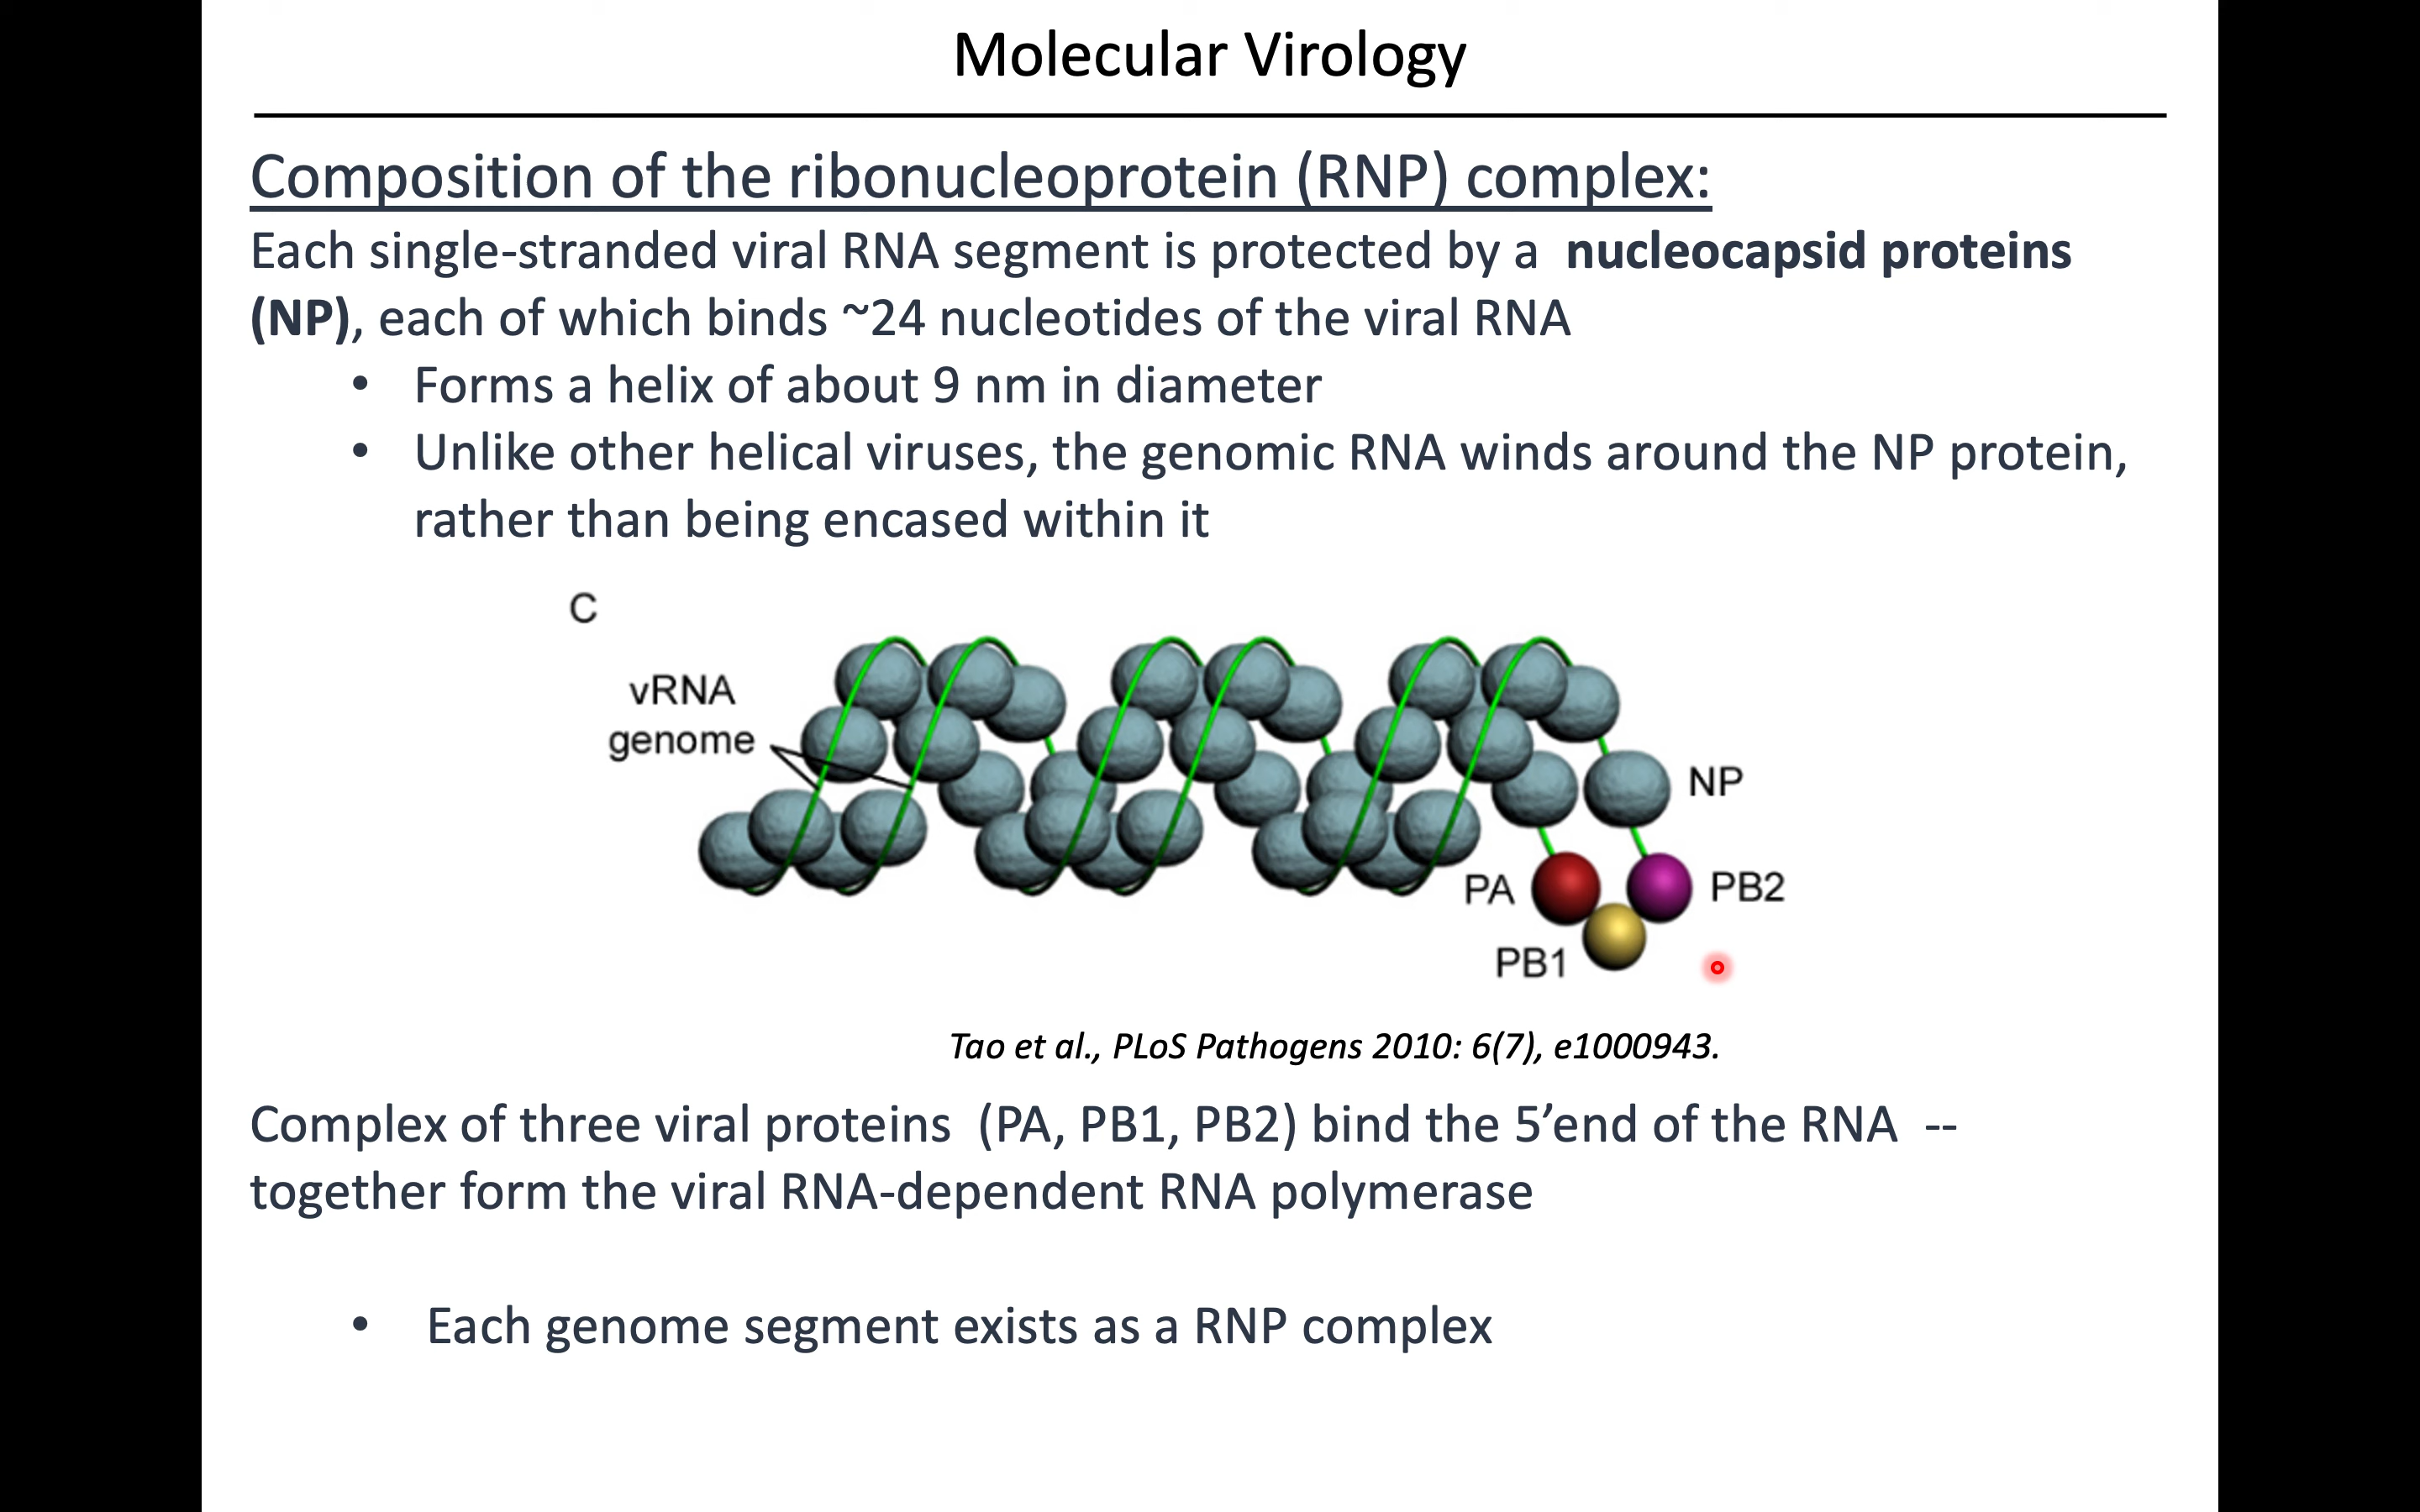 Molecular Virology
Composition of the ribonucleoprotein (RNP) complex:
Each single-stranded viral RNA segment is protected by a  nucleocapsid proteins
(NP), each of which binds ~24 nucleotides of the viral RNA
• Forms a helix of about 9 nm in diameter
• Unlike other helical viruses, the genomic RNA winds around the NP protein,
rather than being encased within it
C
vRNA
genome
NP
PA
PB2
PB1
Tao et al., PLoS Pathogens 2010: 6(7), e1000943.
Complex of three viral proteins  (PA, PB1, PB2) bind the 5’end of the RNA  --
together form the viral RNA-dependent RNA polymerase
• Each genome segment exists as a RNP complex